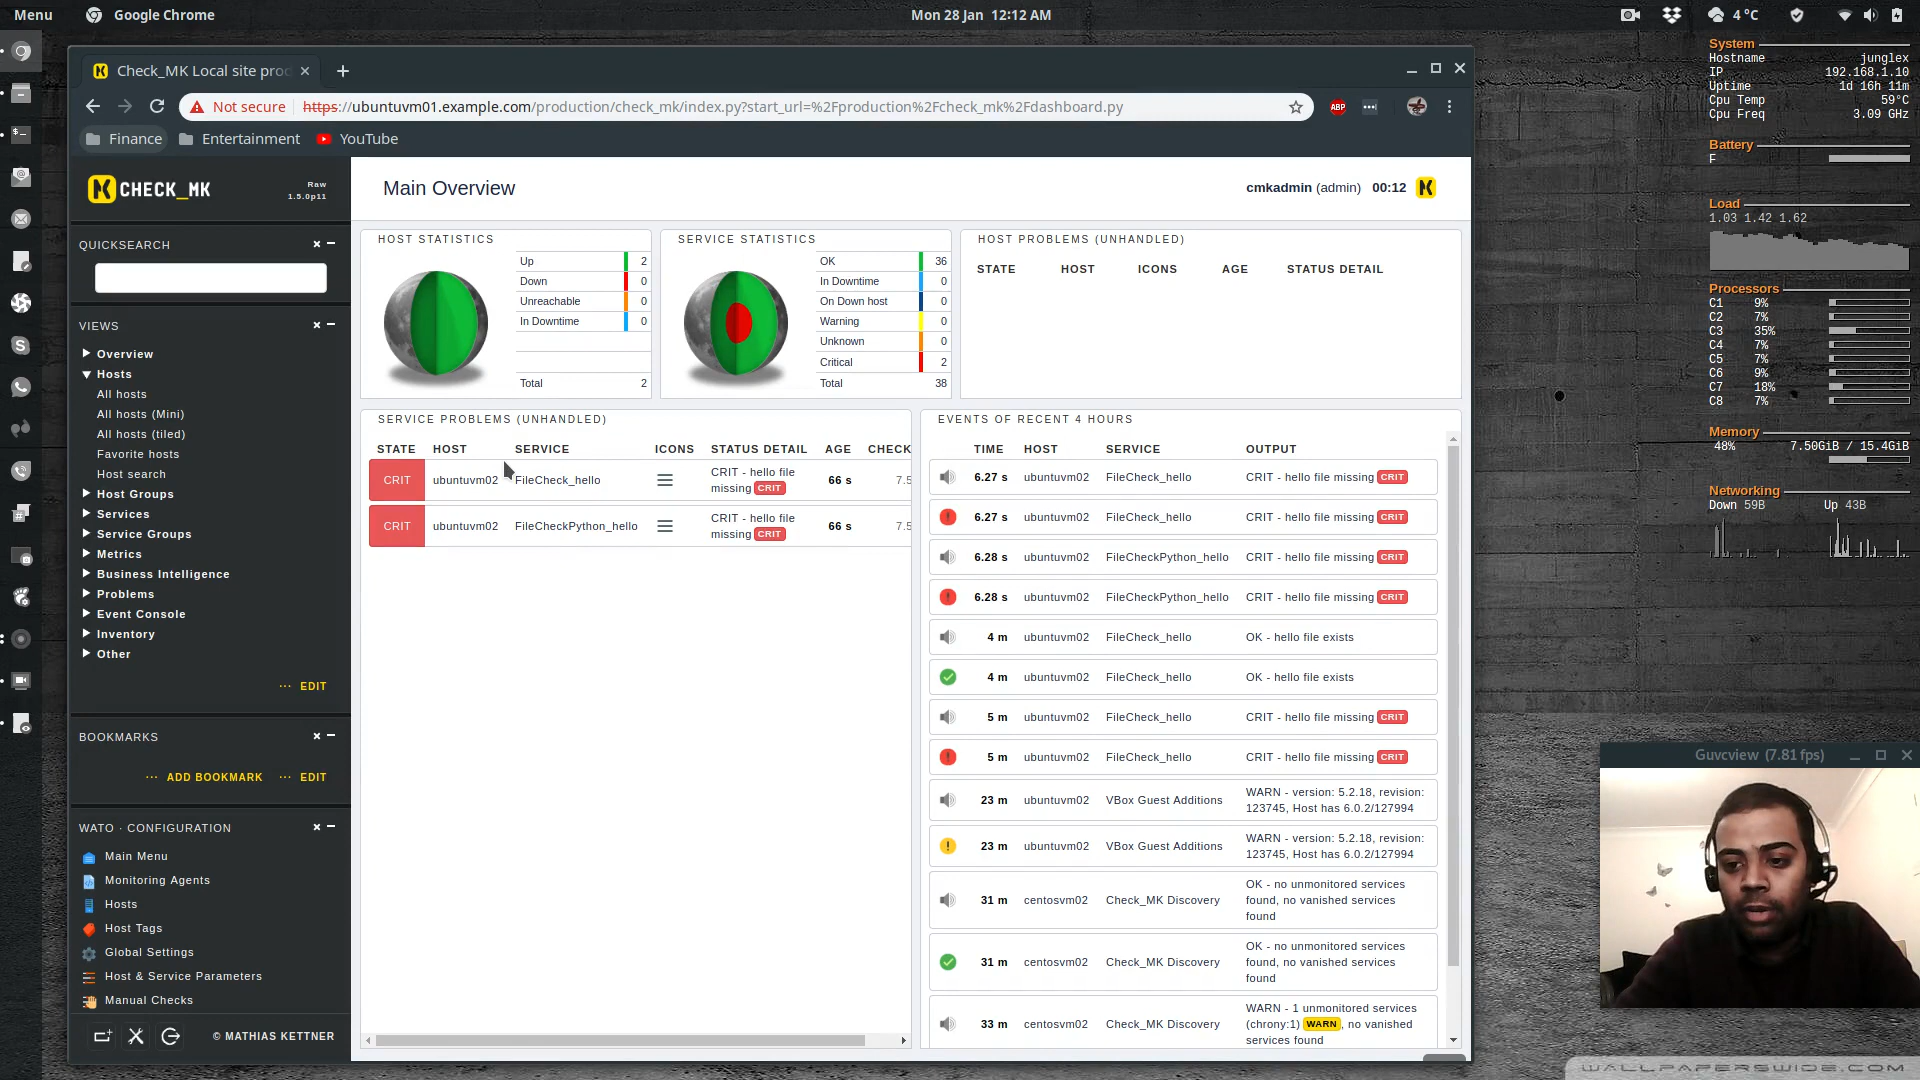 Menu
Google Chrome
Mon 28 Jan 12:12 AM
4 °C
Check_MK Local site proc
Not secure https://ubuntuvm01.example.com/production/check_mk/index.py?start_url=%2Fproduction%2Fcheck_mk%2Fdashboard.py
ABP
Finance Entertainment YouTube
CHECK_MK
Raw
1.5.0p11
QUICKSEARCH
VIEWS
Overview
Hosts
All hosts
All hosts (Mini)
All hosts (tiled)
Favorite hosts
Host search
Host Groups
Services
Service Groups
Metrics
Business Intelligence
Problems
Event Console
Inventory
Other
EDIT
BOOKMARKS
ADD BOOKMARK EDIT
WATO · CONFIGURATION
Main Menu
Monitoring Agents
Hosts
Host Tags
Global Settings
Host & Service Parameters
Manual Checks
© MATHIAS KETTNER
Main Overview
cmkadmin (admin) 00:12
HOST STATISTICS
Up 2
Down 0
Unreachable 0
In Downtime 0
Total 2
SERVICE STATISTICS
OK 36
In Downtime 0
On Down host 0
Warning 0
Unknown 0
Critical 2
Total 38
HOST PROBLEMS (UNHANDLED)
STATE HOST ICONS AGE STATUS DETAIL
SERVICE PROBLEMS (UNHANDLED)
STATE HOST SERVICE ICONS STATUS DETAIL AGE CHECK
CRIT ubuntuvm02 FileCheck_hello CRIT - hello file 66 s 7.5
missing CRIT
CRIT ubuntuvm02 FileCheckPython_hello CRIT - hello file 66 s 7.5
missing CRIT
EVENTS OF RECENT 4 HOURS
TIME HOST SERVICE OUTPUT
6.27 s ubuntuvm02 FileCheck_hello CRIT - hello file missing CRIT
6.27 s ubuntuvm02 FileCheck_hello CRIT - hello file missing CRIT
6.28 s ubuntuvm02 FileCheckPython_hello CRIT - hello file missing CRIT
6.28 s ubuntuvm02 FileCheckPython_hello CRIT - hello file missing CRIT
4 m ubuntuvm02 FileCheck_hello OK - hello file exists
4 m ubuntuvm02 FileCheck_hello OK - hello file exists
5 m ubuntuvm02 FileCheck_hello CRIT - hello file missing CRIT
5 m ubuntuvm02 FileCheck_hello CRIT - hello file missing CRIT
23 m ubuntuvm02 VBox Guest Additions WARN - version: 5.2.18, revision:
123745, Host has 6.0.2/127994
23 m ubuntuvm02 VBox Guest Additions WARN - version: 5.2.18, revision:
123745, Host has 6.0.2/127994
31 m centosvm02 Check_MK Discovery OK - no unmonitored services
found, no vanished services
found
31 m centosvm02 Check_MK Discovery OK - no unmonitored services
found, no vanished services
found
33 m centosvm02 Check_MK Discovery WARN - 1 unmonitored services
(chrony:1) WARN, no vanished
services found
System
Hostname junglex
IP 192.168.1.10
Uptime 1d 16h 11m
Cpu Temp 59°C
Cpu Freq 3.09 GHz
Battery
F
Load
1.03 1.42 1.62
Processors
C1 9%
C2 7%
C3 35%
C4 7%
C5 7%
C6 9%
C7 18%
C8 7%
Memory
48% 7.50GiB / 15.4GiB
Networking
Down 59B Up 43B
Guvcview (7.81 fps)
WALLPAPERSWIDE.COM